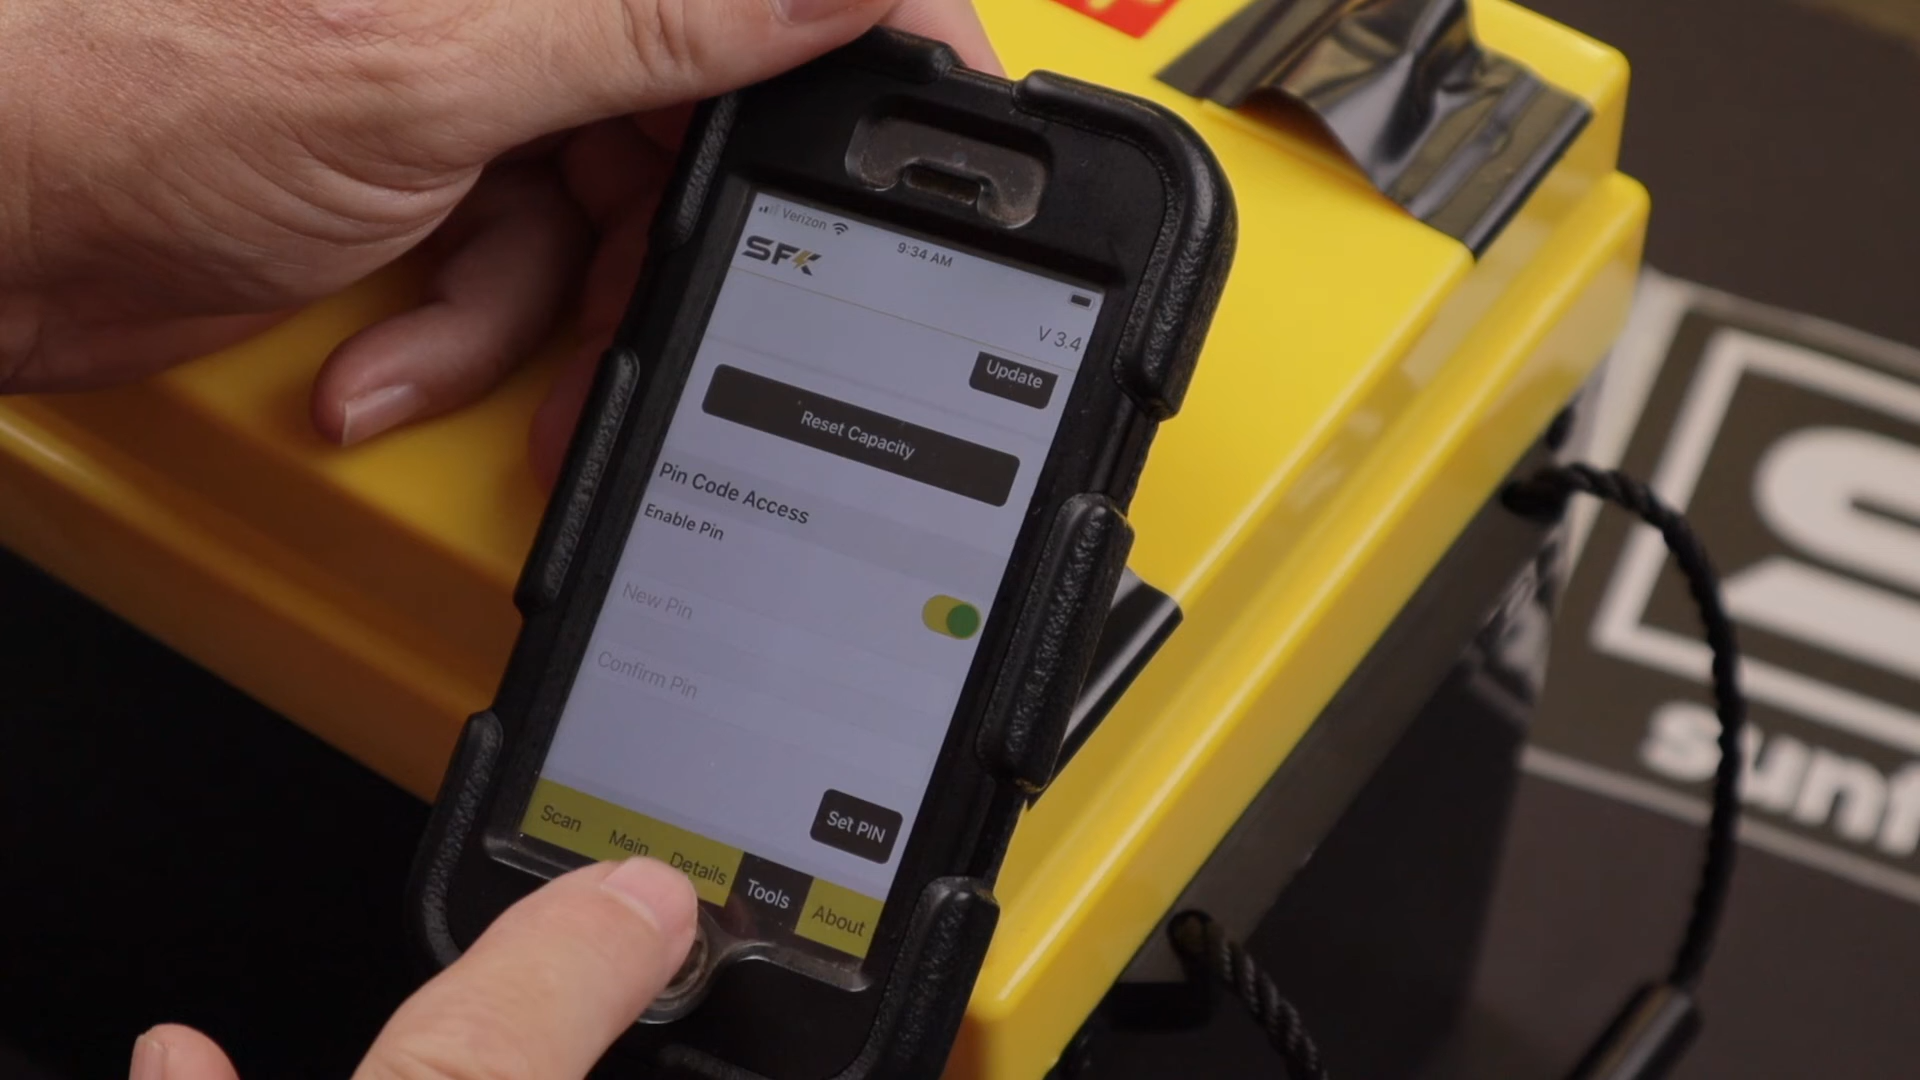 Verizon
9:34 AM
SFK
V 3.4
Update
Reset Capacity
Pin Code Access
Enable Pin
New Pin
Confirm Pin
Set PIN
Scan
Main
Details
Tools
About
sunf